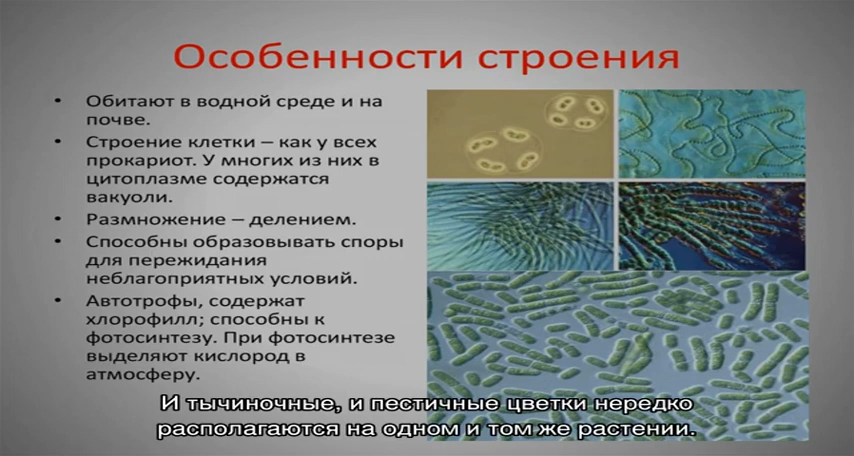 Особенности строения
• Обитают в водной среде и на
почве.
• Строение клетки – как у всех
прокариот. У многих из них в
цитоплазме содержатся
вакуоли.
• Размножение – делением.
• Способны образовывать споры
для пережидания
неблагоприятных условий.
• Автотрофы, содержат
хлорофилл; способны к
фотосинтезу. При фотосинтезе
выделяют кислород в
атмосферу.
И тычиночные, и пестичные цветки нередко
располагаются на одном и том же растении.